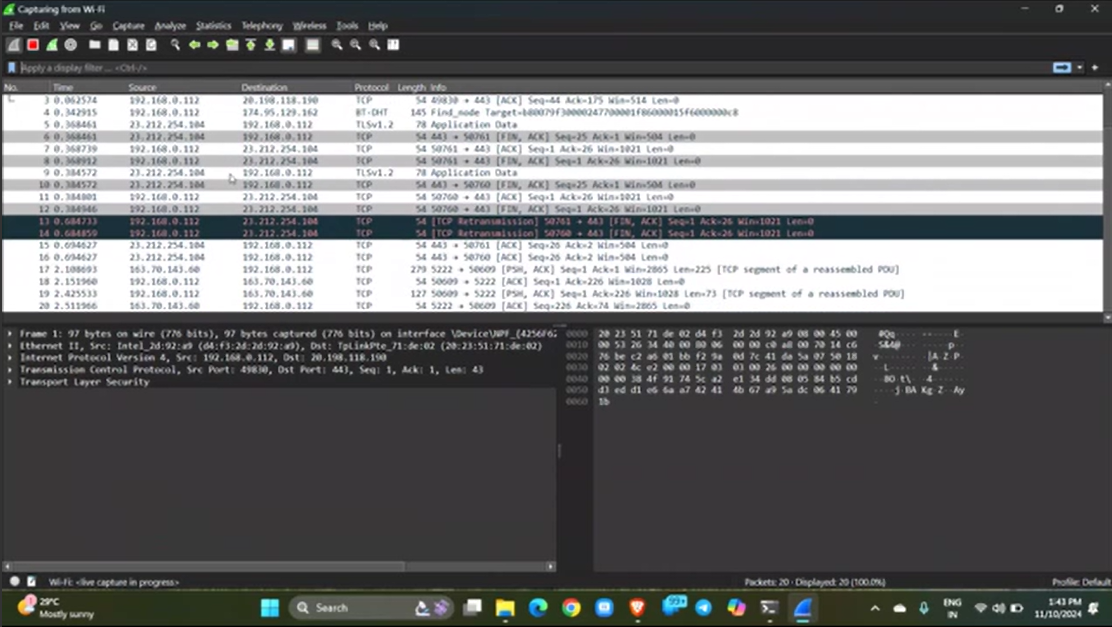 Capturing from Wi-Fi
File Edit View Go Capture Analyze Statistics Telephony Wireless Tools Help
Apply a display filter ... <Ctrl-/>
No. Time Source Destination Protocol Length Info
3 0.062574 192.168.0.112 20.198.118.190 TCP 54 49830 → 443 [ACK] Seq=44 Ack=175 Win=514 Len=0
4 0.342915 192.168.0.112 174.95.129.162 BT-DHT 145 Find_node
5 0.368461 23.212.254.104 192.168.0.112 TLSv1.2 78 Application Data
6 0.368461 23.212.254.104 192.168.0.112 TCP 54 443 → 50761 [FIN, ACK] Seq=25 Ack=1 Win=504 Len=0
7 0.368739 192.168.0.112 23.212.254.104 TCP 54 50761 → 443 [ACK] Seq=1 Ack=26 Win=1021 Len=0
8 0.368912 192.168.0.112 23.212.254.104 TCP 54 50761 → 443 [FIN, ACK] Seq=1 Ack=26 Win=1021 Len=0
9 0.384572 23.212.254.104 192.168.0.112 TLSv1.2 78 Application Data
10 0.384572 23.212.254.104 192.168.0.112 TCP 54 443 → 50760 [FIN, ACK] Seq=25 Ack=1 Win=504 Len=0
11 0.384801 192.168.0.112 23.212.254.104 TCP 54 50760 → 443 [ACK] Seq=1 Ack=26 Win=1021 Len=0
12 0.384946 192.168.0.112 23.212.254.104 TCP 54 50760 → 443 [FIN, ACK] Seq=1 Ack=26 Win=1021 Len=0
13 0.684733 192.168.0.112 23.212.254.104 TCP 54 [TCP Retransmission] 50761 → 443 [FIN, ACK] Seq=1 Ack=26 Win=1021 Len=0
14 0.684859 192.168.0.112 23.212.254.104 TCP 54 [TCP Retransmission] 50760 → 443 [FIN, ACK] Seq=1 Ack=26 Win=1021 Len=0
15 0.694627 23.212.254.104 192.168.0.112 TCP 54 443 → 50761 [ACK] Seq=26 Ack=2 Win=504 Len=0
16 0.694627 23.212.254.104 192.168.0.112 TCP 54 443 → 50760 [ACK] Seq=26 Ack=2 Win=504 Len=0
17 2.108693 163.70.143.60 192.168.0.112 TCP 279 5222 → 50609 [PSH, ACK] Seq=1 Ack=1 Win=2865 Len=225 [TCP segment of a reassembled PDU]
18 2.151960 192.168.0.112 163.70.143.60 TCP 54 50609 → 5222 [ACK] Seq=1 Ack=226 Win=1028 Len=0
19 2.425533 192.168.0.112 163.70.143.60 TCP 127 50609 → 5222 [PSH, ACK] Seq=1 Ack=226 Win=1028 Len=73 [TCP segment of a reassembled PDU]
20 2.511966 163.70.143.60 192.168.0.112 TCP 54 5222 → 50609 [ACK] Seq=226 Ack=74 Win=2865 Len=0
Frame 1: 97 bytes on wire (776 bits), 97 bytes captured (776 bits) on interface \Device\NPF_{4256F62
Ethernet II, Src: Intel_2d:92:a9 (d4:f3:2d:2d:92:a9), Dst: TpLinkPte_71:de:02 (20:23:51:71:de:02)
Internet Protocol Version 4, Src: 192.168.0.112, Dst: 20.198.118.190
Transmission Control Protocol, Src Port: 49830, Dst Port: 443, Seq: 1, Ack: 1, Len: 43
Transport Layer Security
0000 20 23 51 71 de 02 d4 f3 2d 2d 92 a9 08 00 45 00
0010 00 53 26 34 40 00 80 06 00 00 c0 a8 00 70 14 c6
0020 76 be c2 a6 01 bb f2 9a 0d 7c 41 da 5a 07 50 18
0030 02 02 4c e2 00 00 17 03 03 00 26 00 00 00 00 00
0040 00 00 38 4f 91 74 5c a2 e1 34 dd 08 05 84 b5 cd
0050 d3 ed d1 e6 6a a7 42 41 4b 67 a9 5a dc 06 41 79
0060 1b
Wi-Fi: <live capture in progress>
Packets: 20 · Displayed: 20 (100.0%)
Profile: Default
29°C
Mostly sunny
Search
99+
ENG
IN
1:43 PM
11/10/2024